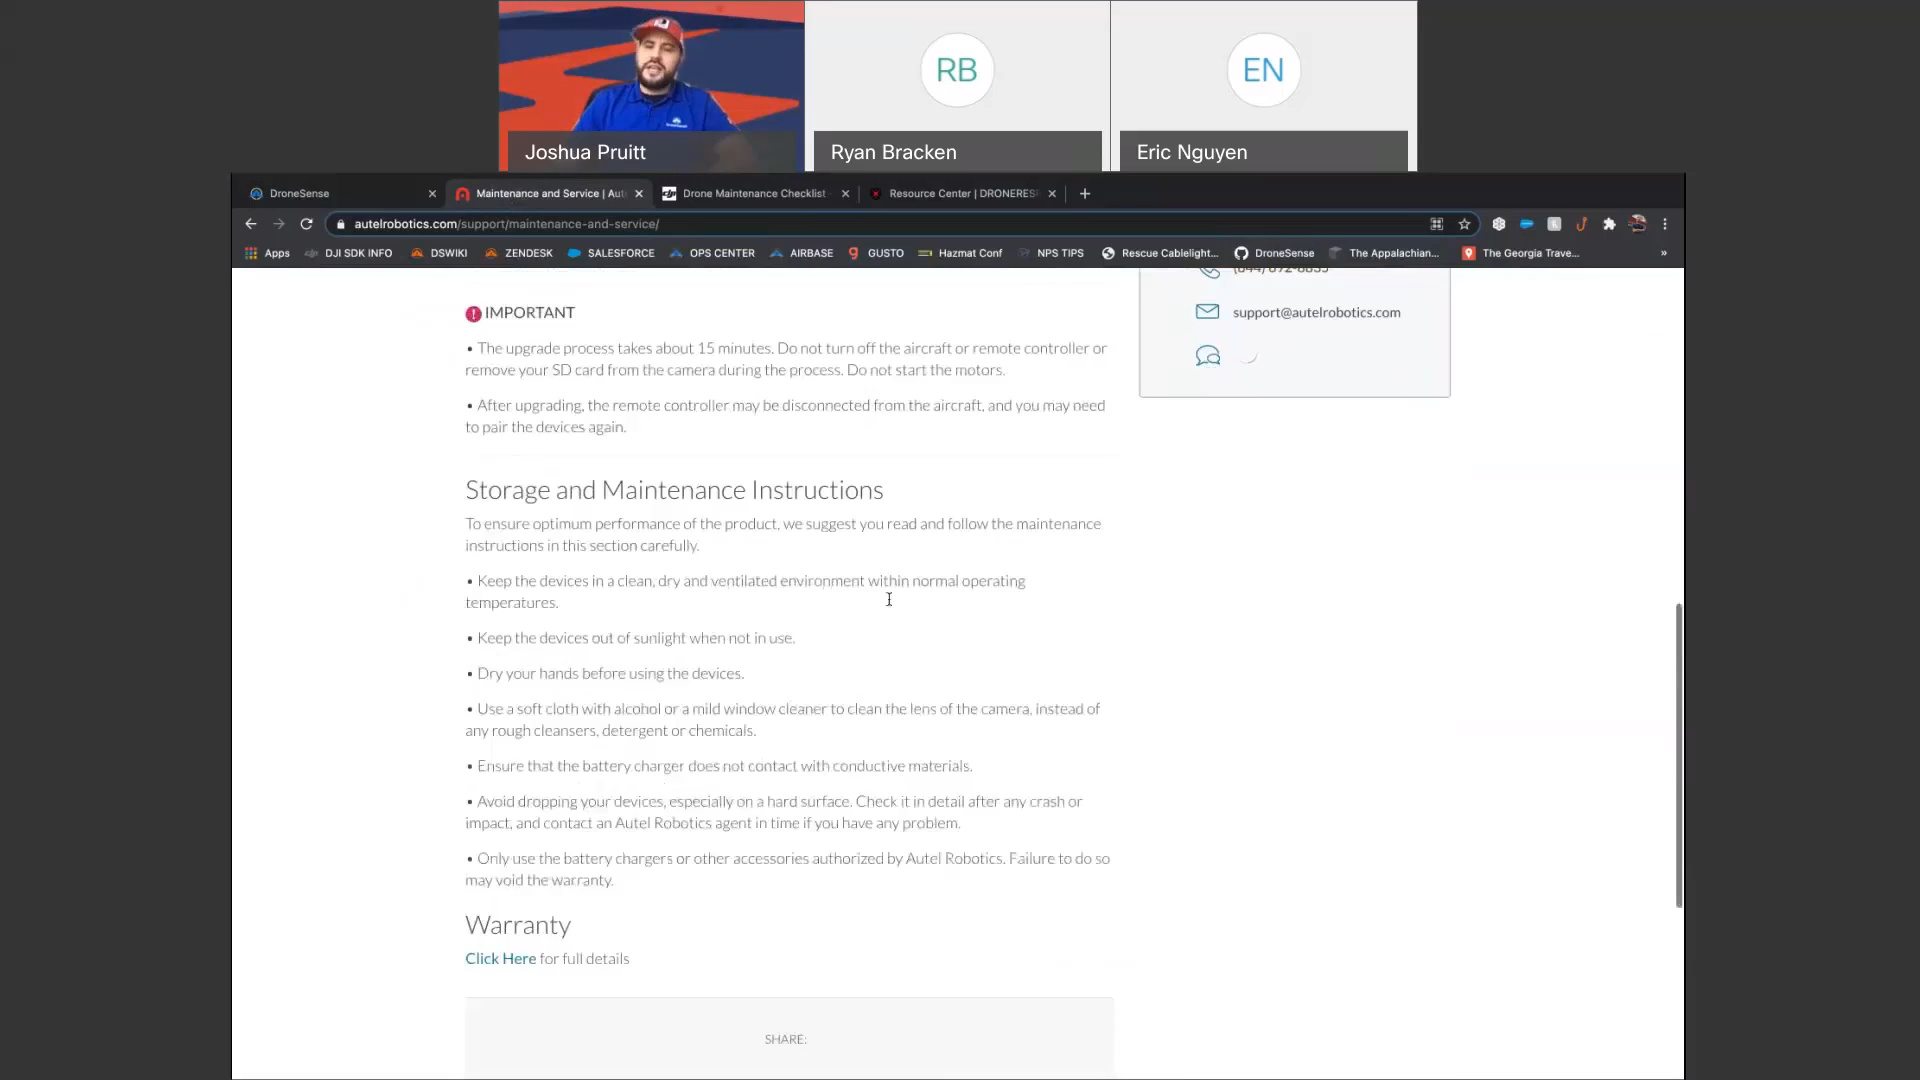 RB
EN
Joshua Pruitt
Ryan Bracken
Eric Nguyen
DroneSense
Maintenance and Service | Aut
Drone Maintenance Checklist
Resource Center | DRONERES
autelrobotics.com/support/maintenance-and-service/
Apps
DJI SDK INFO
DSWIKI
ZENDESK
SALESFORCE
OPS CENTER
AIRBASE
GUSTO
Hazmat Conf
NPS TIPS
Rescue Cablelight...
DroneSense
The Appalachian...
The Georgia Trave...
»
support@autelrobotics.com
IMPORTANT
• The upgrade process takes about 15 minutes. Do not turn off the aircraft or remote controller or
remove your SD card from the camera during the process. Do not start the motors.
• After upgrading, the remote controller may be disconnected from the aircraft, and you may need
to pair the devices again.
Storage and Maintenance Instructions
To ensure optimum performance of the product, we suggest you read and follow the maintenance
instructions in this section carefully.
• Keep the devices in a clean, dry and ventilated environment within normal operating
temperatures.
• Keep the devices out of sunlight when not in use.
• Dry your hands before using the devices.
• Use a soft cloth with alcohol or a mild window cleaner to clean the lens of the camera, instead of
any rough cleansers, detergent or chemicals.
• Ensure that the battery charger does not contact with conductive materials.
• Avoid dropping your devices, especially on a hard surface. Check it in detail after any crash or
impact, and contact an Autel Robotics agent in time if you have any problem.
• Only use the battery chargers or other accessories authorized by Autel Robotics. Failure to do so
may void the warranty.
Warranty
Click Here for full details
SHARE: